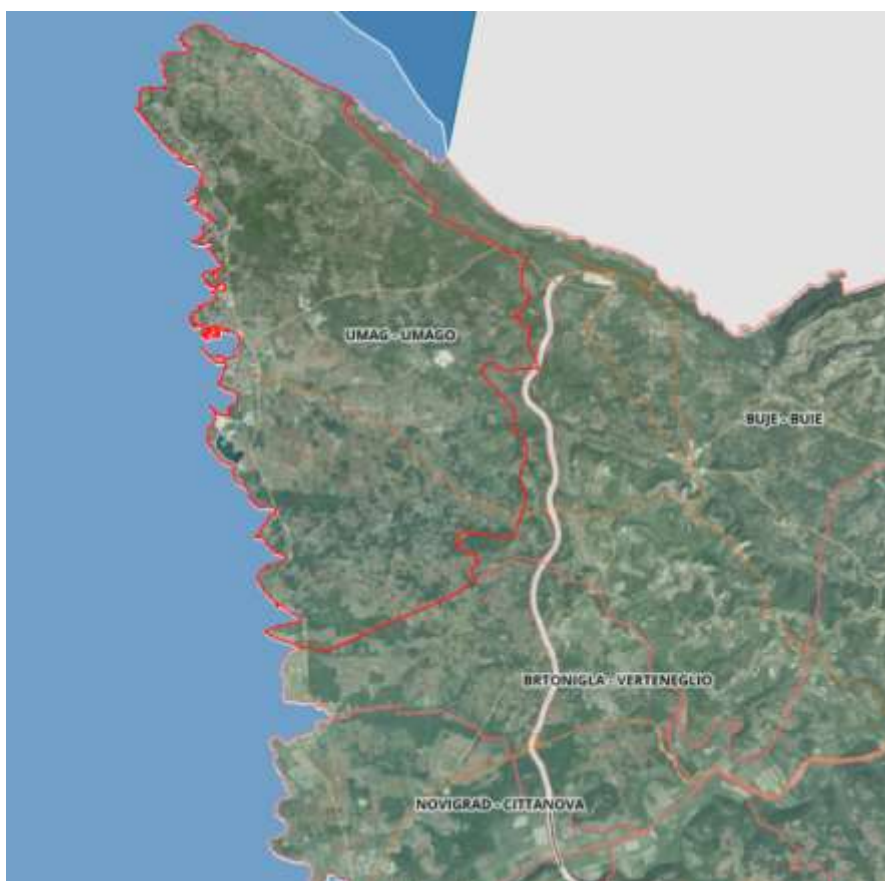 UMAG - UMAGO
BUJE - BUIE
BRTONIGLA - VERTENEGLIO
NOVIGRAD - CITTANOVA